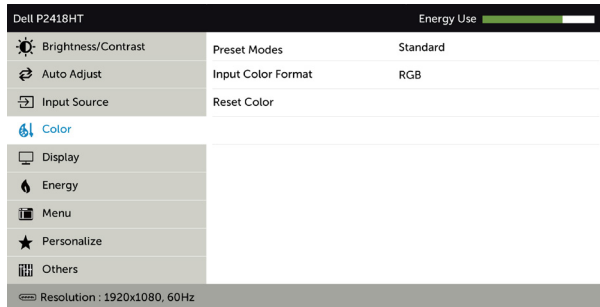 Dell P2418HT Energy Use
Brightness/Contrast Preset Modes Standard
Auto Adjust Input Color Format RGB
Input Source Reset Color
Color
Display
Energy
Menu
Personalize
Others
Resolution : 1920x1080, 60Hz